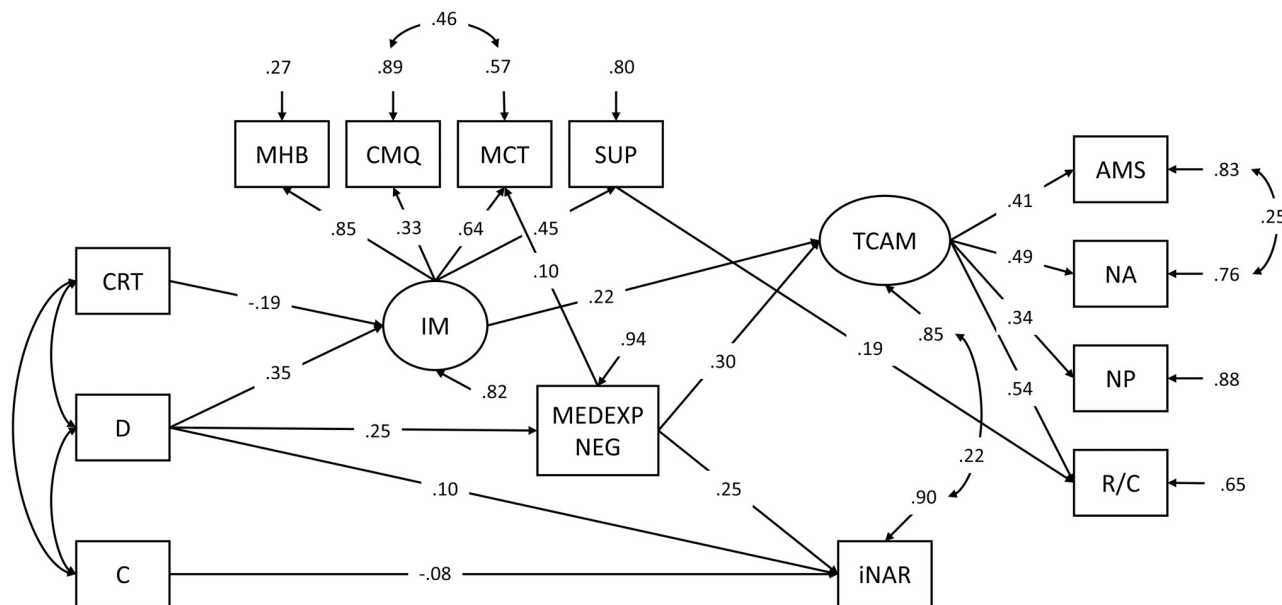 .46
.27
.89
.57
.80
MHB
CMQ
MCT
SUP
AMS
.83
.41
.85
.33
.64
.45
TCAM
.25
CRT
.10
.49
NA
.76
-.19
IM
.22
.34
.85
.19
.94
.30
NP
.88
.35
.82
.54
D
.25
MEDEXP
NEG
.22
.10
.25
.90
R/C
.65
C
-.08
iNAR